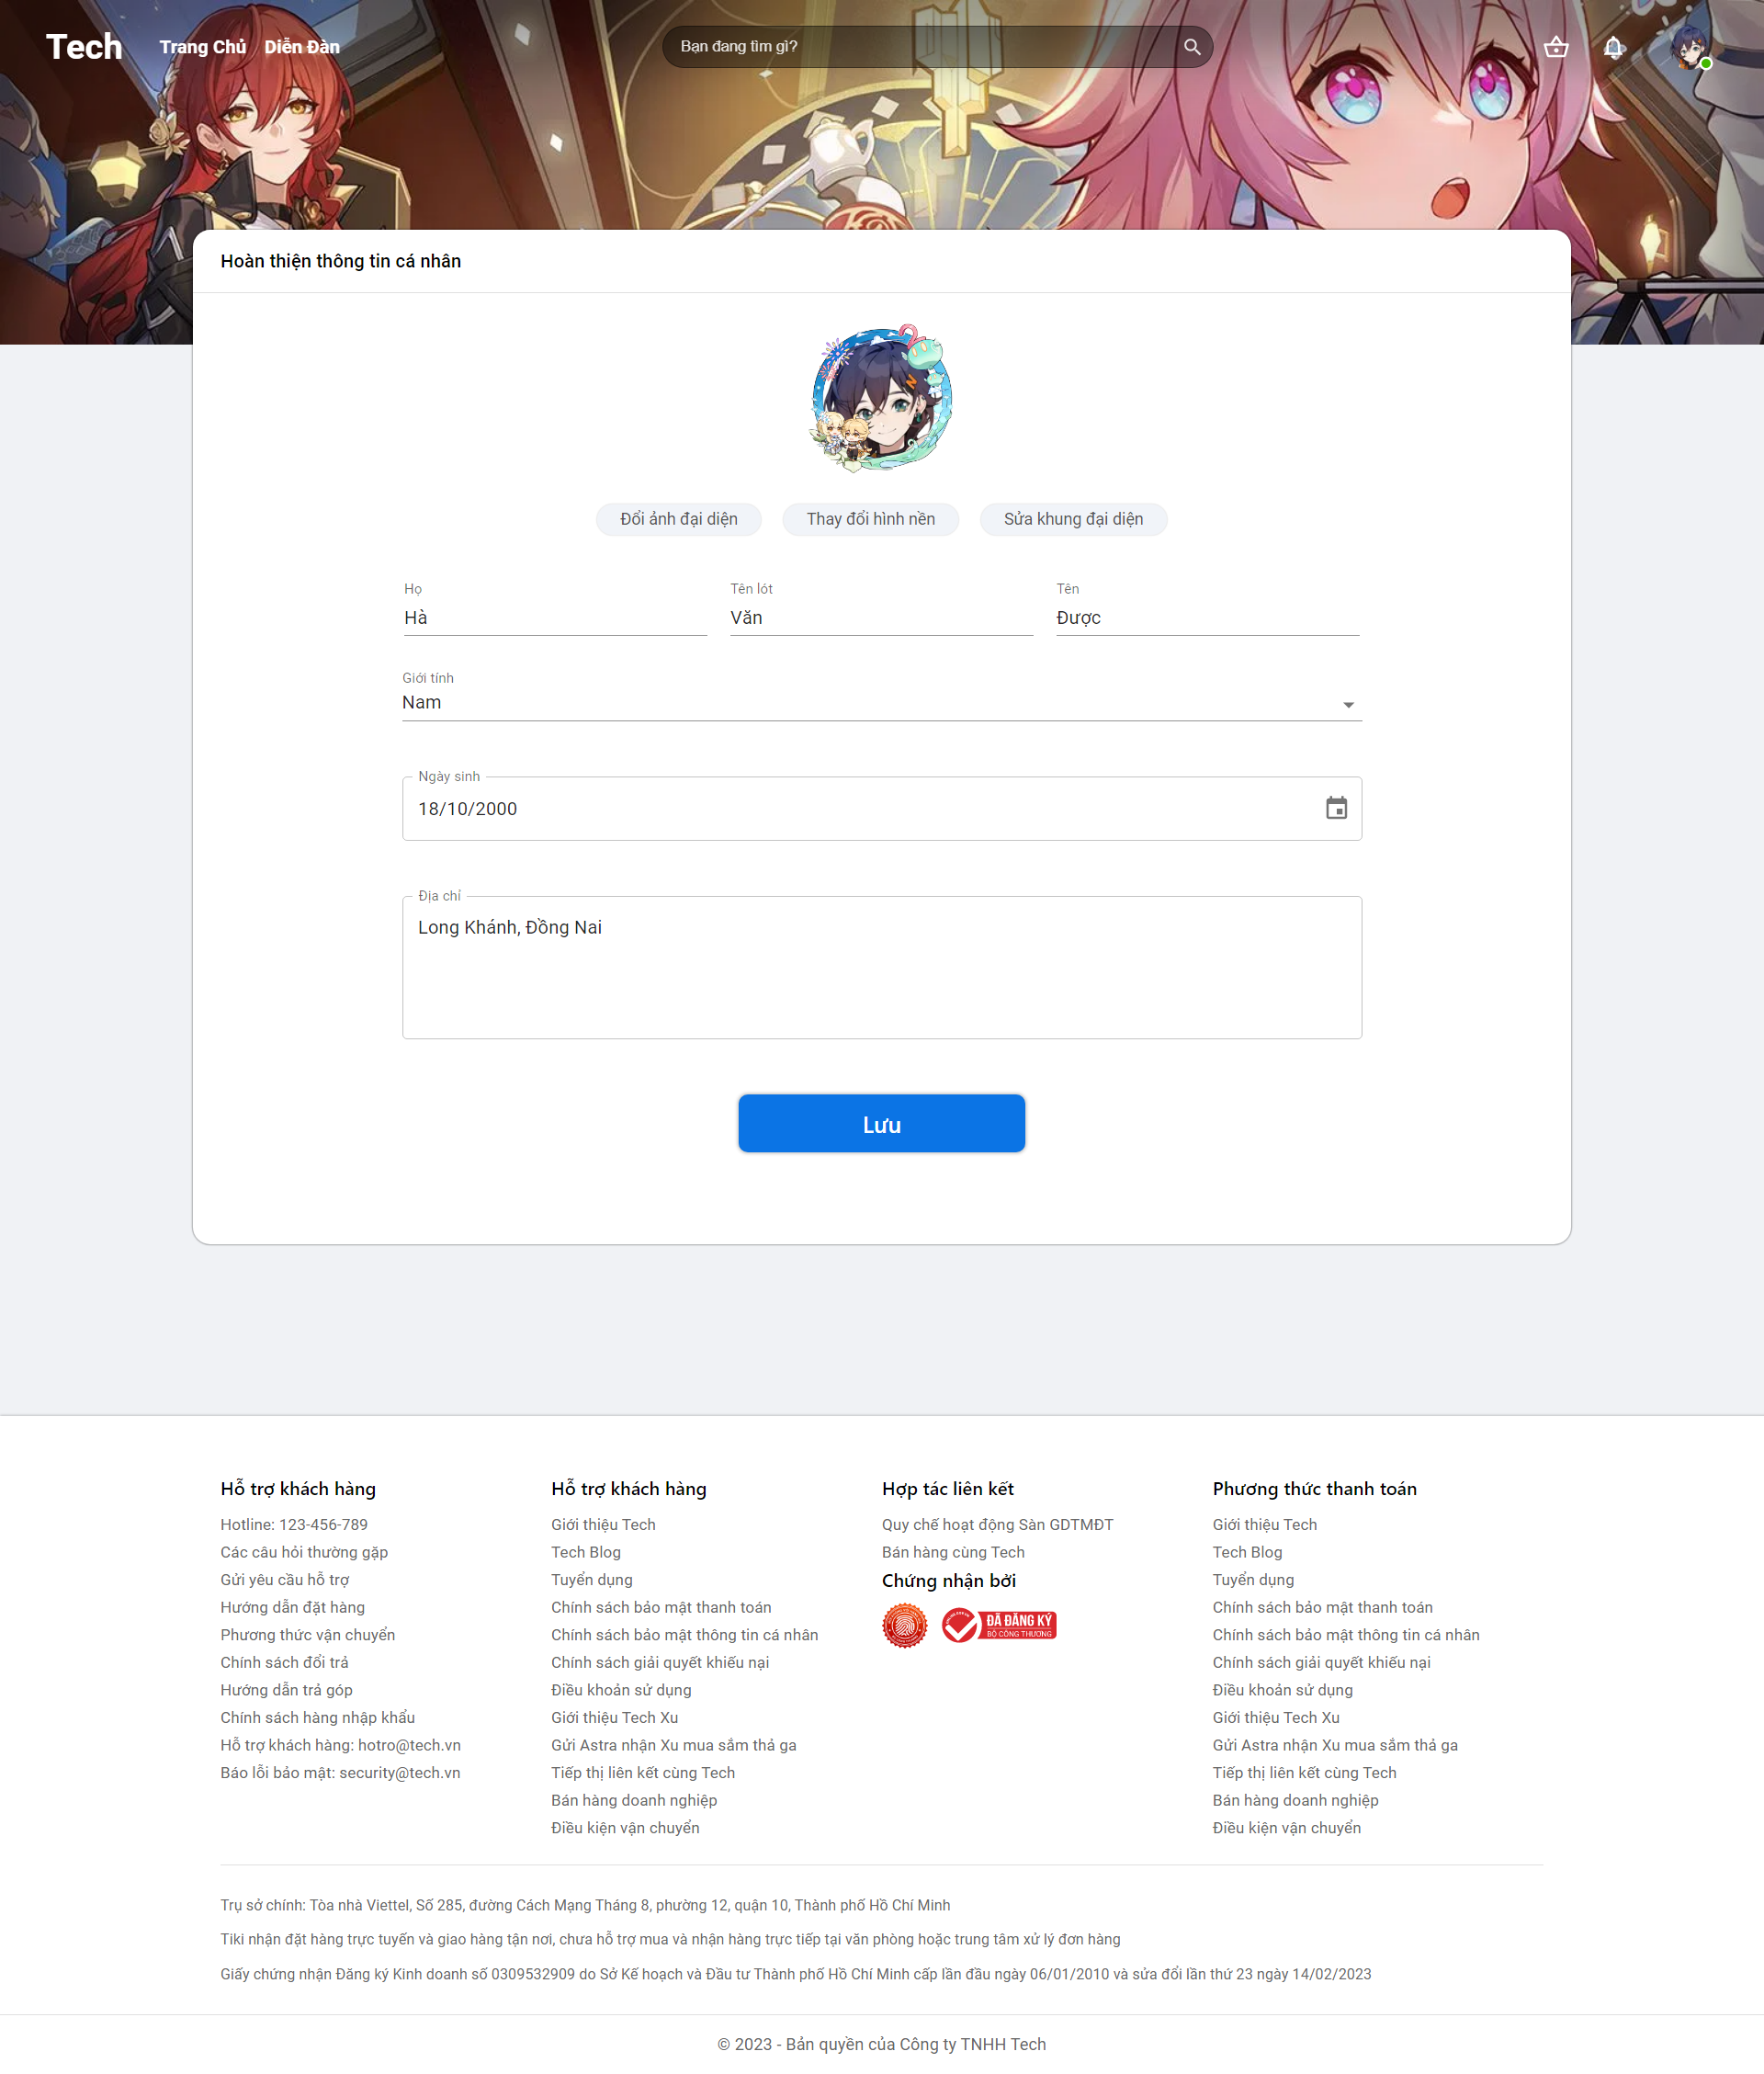 Tech
Trang Chủ
Diễn Đàn
Bạn đang tìm gì?
Hoàn thiện thông tin cá nhân
Đổi ảnh đại diện
Thay đổi hình nền
Sửa khung đại diện
Họ
Tên lót
Tên
Hà
Văn
Được
Giới tính
Nam
Ngày sinh
18/10/2000
Địa chỉ
Long Khánh, Đồng Nai
Lưu
Hỗ trợ khách hàng
Hotline: 123-456-789
Các câu hỏi thường gặp
Gửi yêu cầu hỗ trợ
Hướng dẫn đặt hàng
Phương thức vận chuyển
Chính sách đổi trả
Hướng dẫn trả góp
Chính sách hàng nhập khẩu
Hỗ trợ khách hàng: hotro@tech.vn
Báo lỗi bảo mật: security@tech.vn
Hỗ trợ khách hàng
Giới thiệu Tech
Tech Blog
Tuyển dụng
Chính sách bảo mật thanh toán
Chính sách bảo mật thông tin cá nhân
Chính sách giải quyết khiếu nại
Điều khoản sử dụng
Giới thiệu Tech Xu
Gửi Astra nhận Xu mua sắm thả ga
Tiếp thị liên kết cùng Tech
Bán hàng doanh nghiệp
Điều kiện vận chuyển
Hợp tác liên kết
Quy chế hoạt động Sàn GDTMĐT
Bán hàng cùng Tech
Chứng nhận bởi
ĐÃ ĐĂNG KÝ
BỘ CÔNG THƯƠNG
Phương thức thanh toán
Giới thiệu Tech
Tech Blog
Tuyển dụng
Chính sách bảo mật thanh toán
Chính sách bảo mật thông tin cá nhân
Chính sách giải quyết khiếu nại
Điều khoản sử dụng
Giới thiệu Tech Xu
Gửi Astra nhận Xu mua sắm thả ga
Tiếp thị liên kết cùng Tech
Bán hàng doanh nghiệp
Điều kiện vận chuyển
Trụ sở chính: Tòa nhà Viettel, Số 285, đường Cách Mạng Tháng 8, phường 12, quận 10, Thành phố Hồ Chí Minh
Tiki nhận đặt hàng trực tuyến và giao hàng tận nơi, chưa hỗ trợ mua và nhận hàng trực tiếp tại văn phòng hoặc trung tâm xử lý đơn hàng
Giấy chứng nhận Đăng ký Kinh doanh số 0309532909 do Sở Kế hoạch và Đầu tư Thành phố Hồ Chí Minh cấp lần đầu ngày 06/01/2010 và sửa đổi lần thứ 23 ngày 14/02/2023
© 2023 - Bản quyền của Công ty TNHH Tech